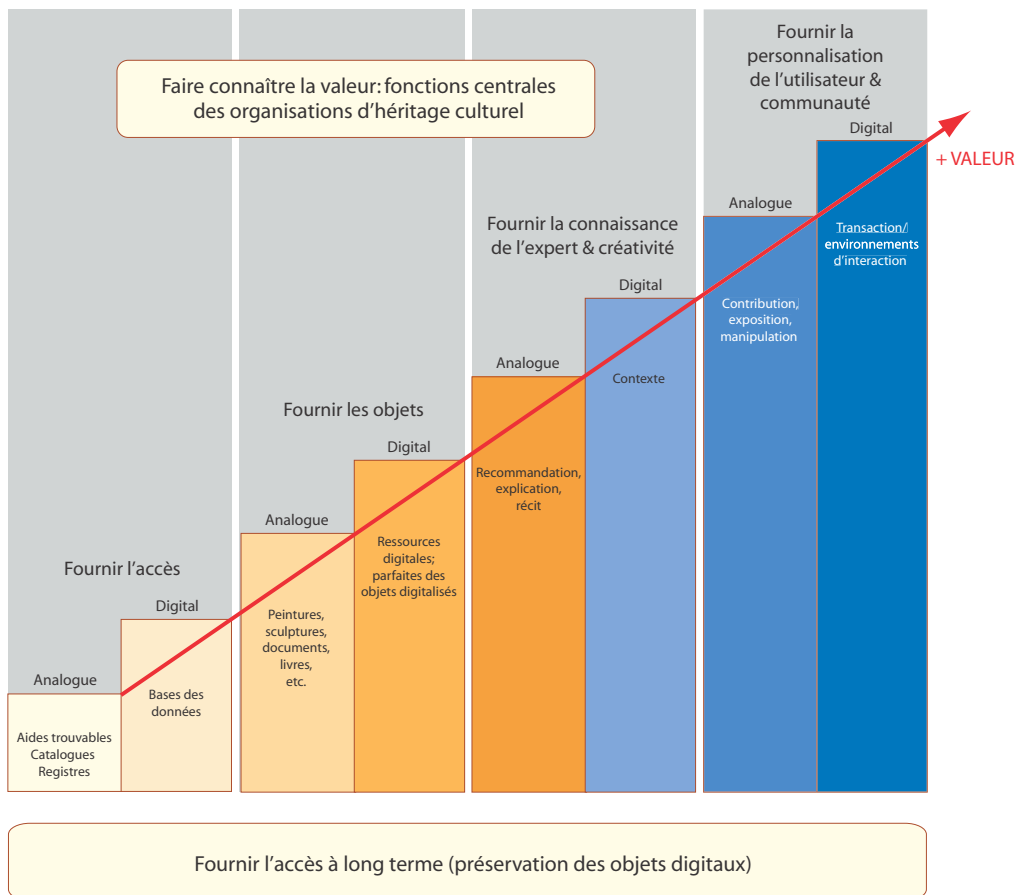 Faire connaître la valeur: fonctions centrales
des organisations d'héritage culturel
Fournir l'accès
Analogue
Aides trouvables
Catalogues
Registres
Digital
Bases des
données
Fournir les objets
Analogue
Peintures,
sculptures,
documents,
livres,
etc.
Digital
Ressources
digitales;
parfaites des
objets digitalisés
Fournir la connaissance
de l'expert & créativité
Analogue
Recommandation,
explication,
récit
Digital
Contexte
Fournir la
personnalisation
de l'utilisateur &
communauté
Analogue
Contribution,
exposition,
manipulation
Digital
Transaction/
environnements
d'interaction
+ VALEUR
Fournir l'accès à long terme (préservation des objets digitaux)